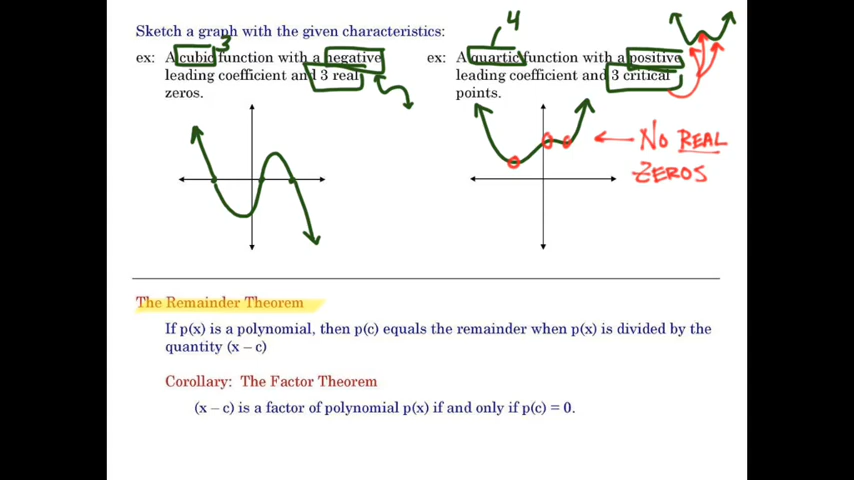 Sketch a graph with the given characteristics:
ex: A cubic function with a negative
leading coefficient and 3 real
zeros.
3
ex: A quartic function with a positive
leading coefficient and 3 critical
points.
4
No REAL
ZEROS
The Remainder Theorem
If p(x) is a polynomial, then p(c) equals the remainder when p(x) is divided by the
quantity (x – c)
Corollary: The Factor Theorem
(x – c) is a factor of polynomial p(x) if and only if p(c) = 0.